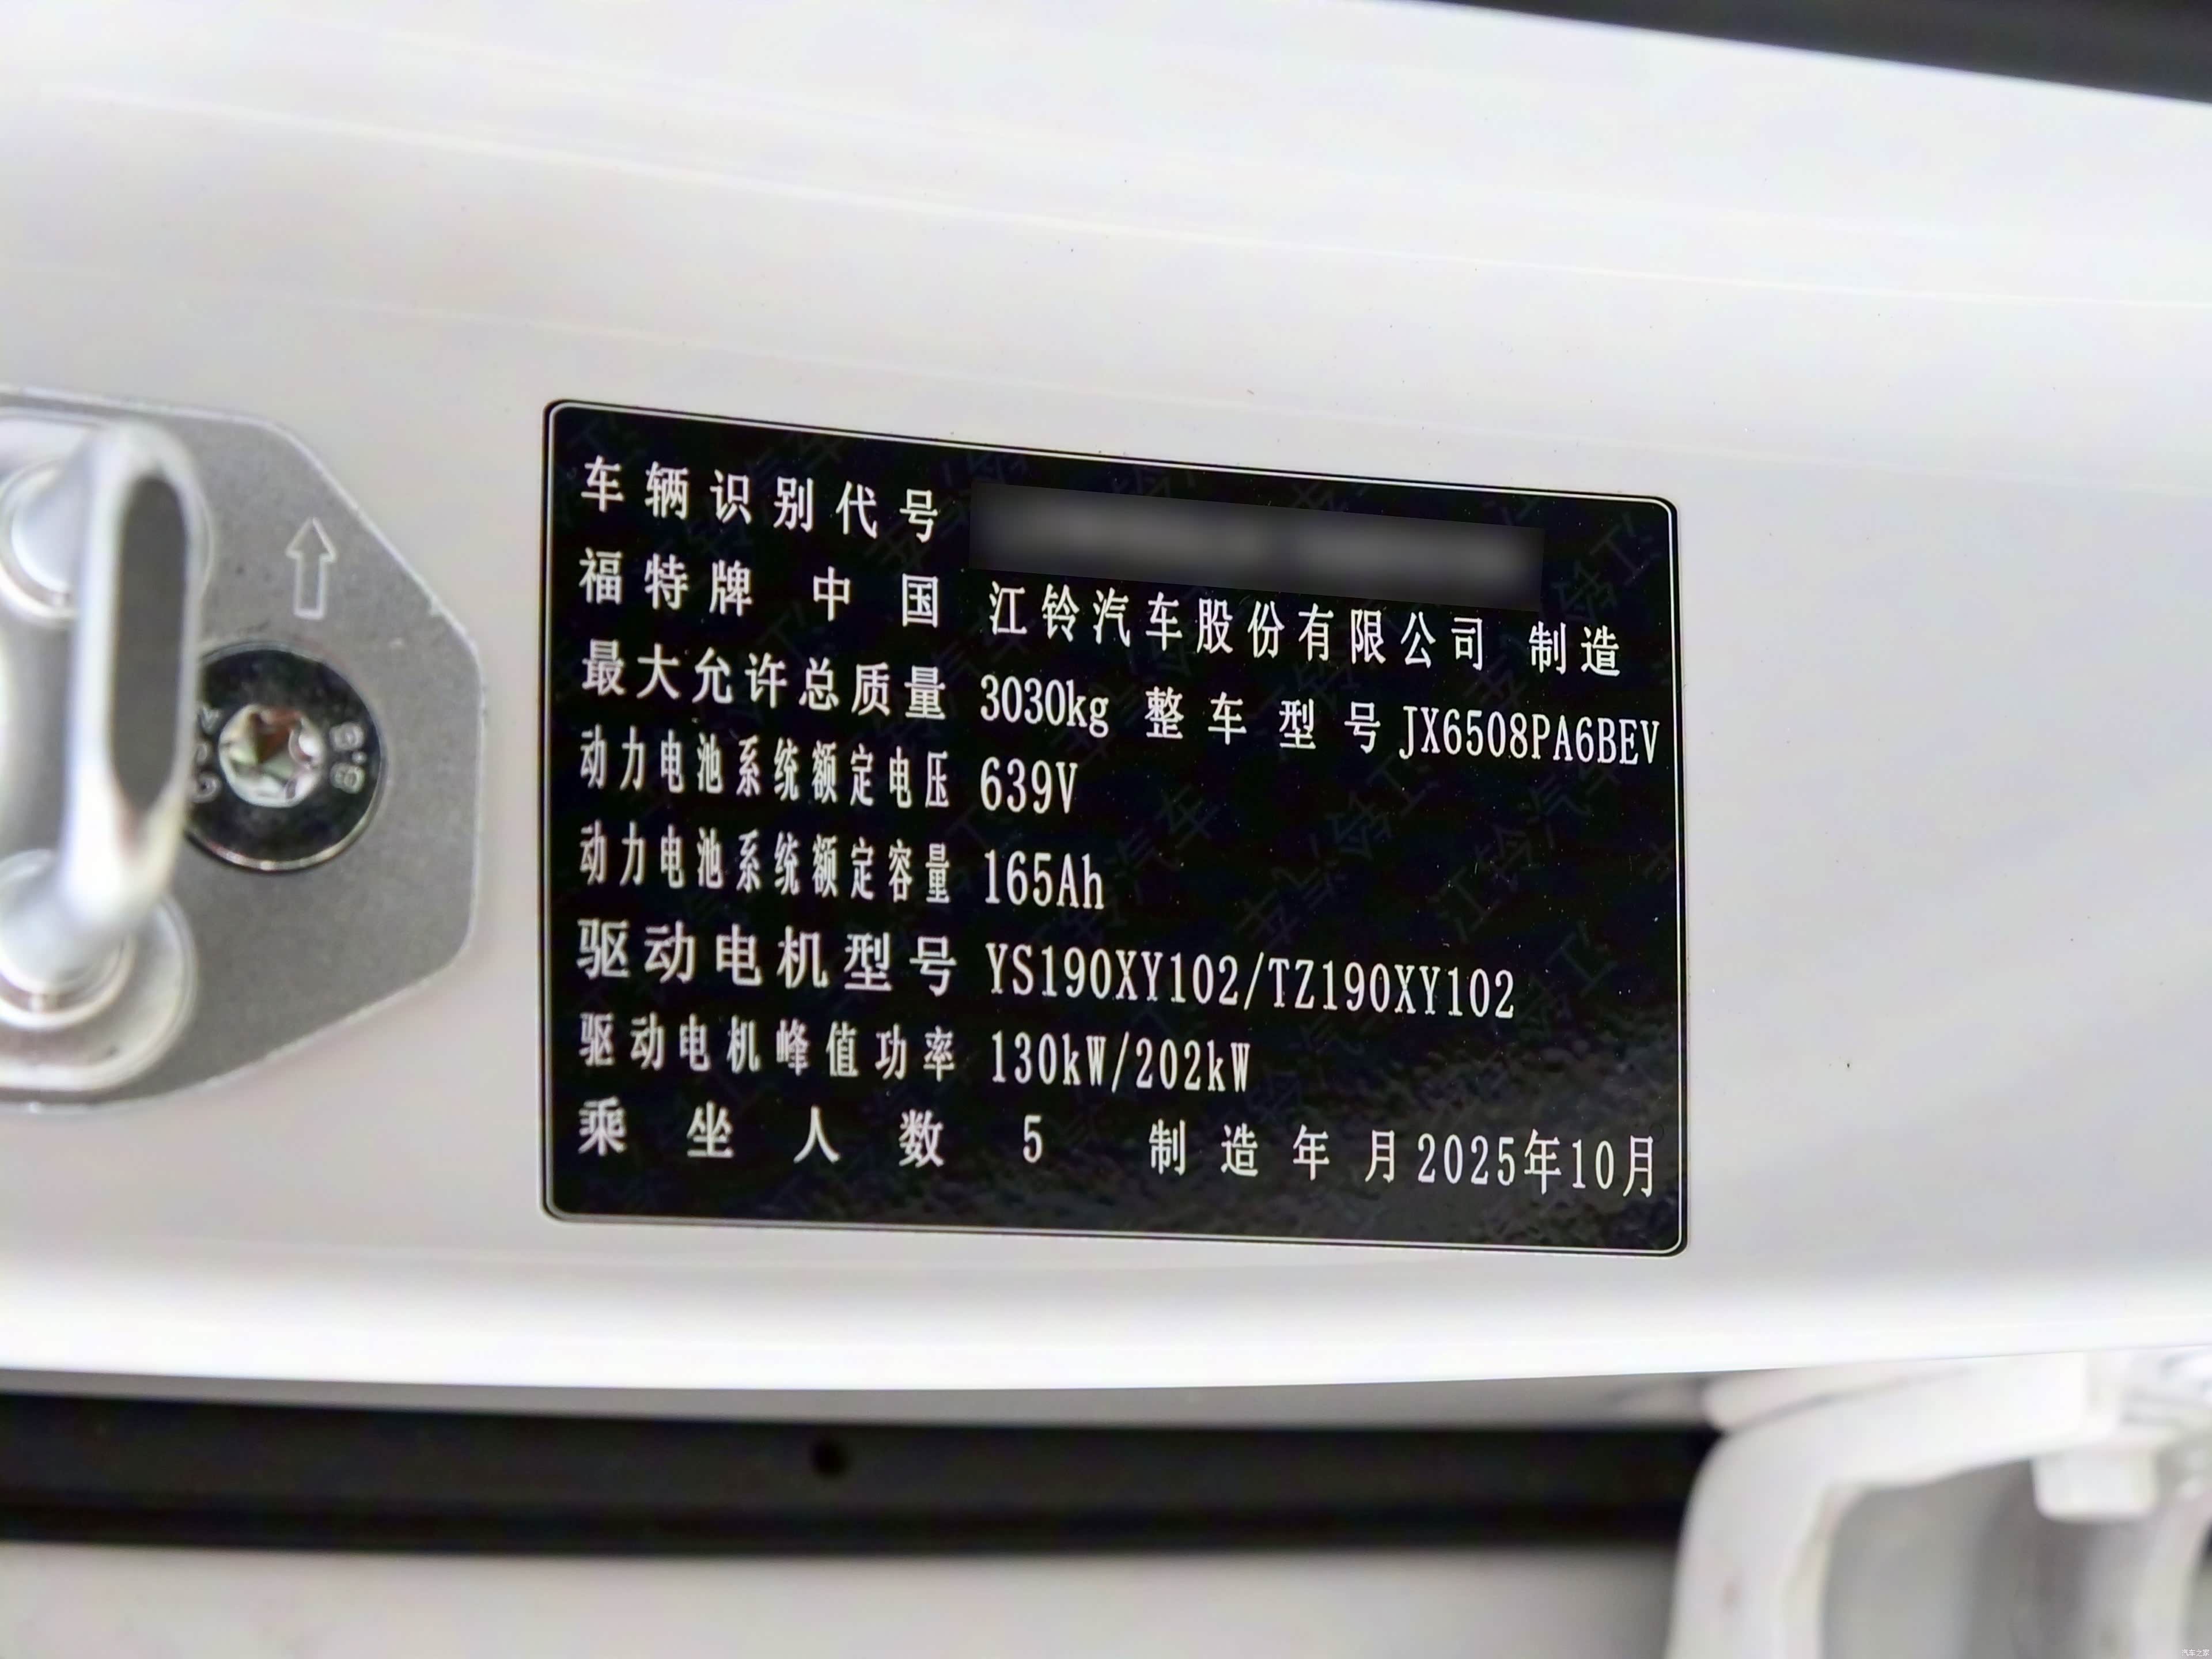 车辆识别代号
福特牌 中国 江铃汽车股份有限公司 制造
最大允许总质量 3030kg 整车型号 JX6508PA6BEV
动力电池系统额定电压 639V
动力电池系统额定容量 165Ah
驱动电机型号 YS190XY102/TZ190XY102
驱动电机峰值功率 130kW/202kW
乘坐人数 5 制造年月 2025年10月
汽车之家